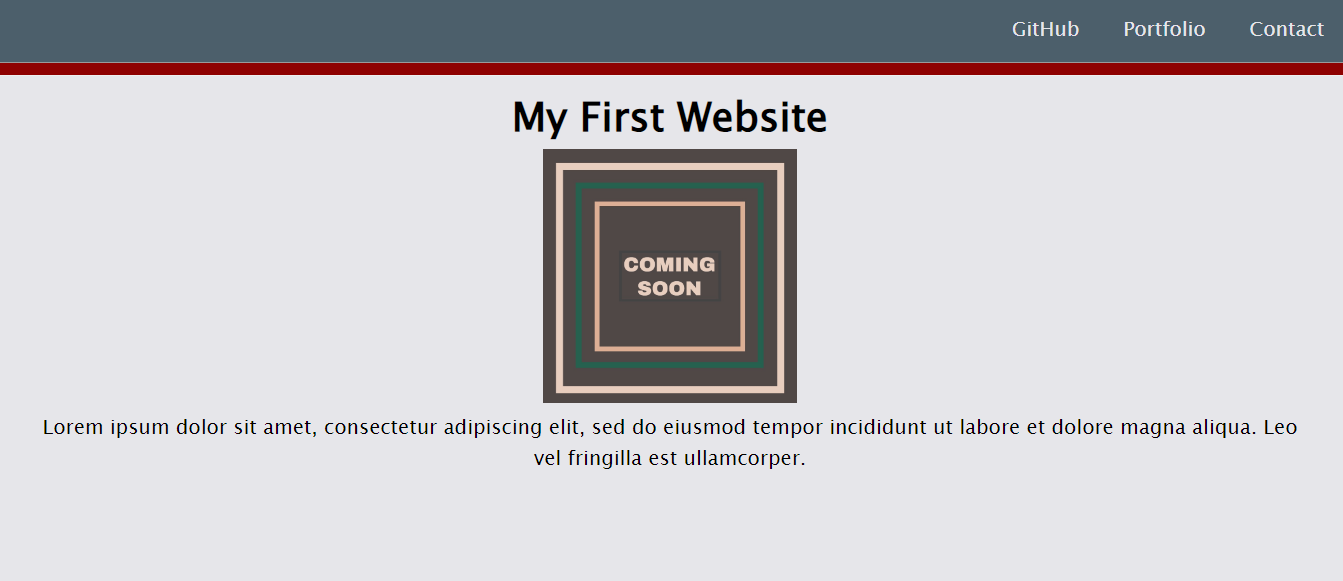 GitHub Portfolio Contact
My First Website
COMING
SOON
Lorem ipsum dolor sit amet, consectetur adipiscing elit, sed do eiusmod tempor incididunt ut labore et dolore magna aliqua. Leo
vel fringilla est ullamcorper.